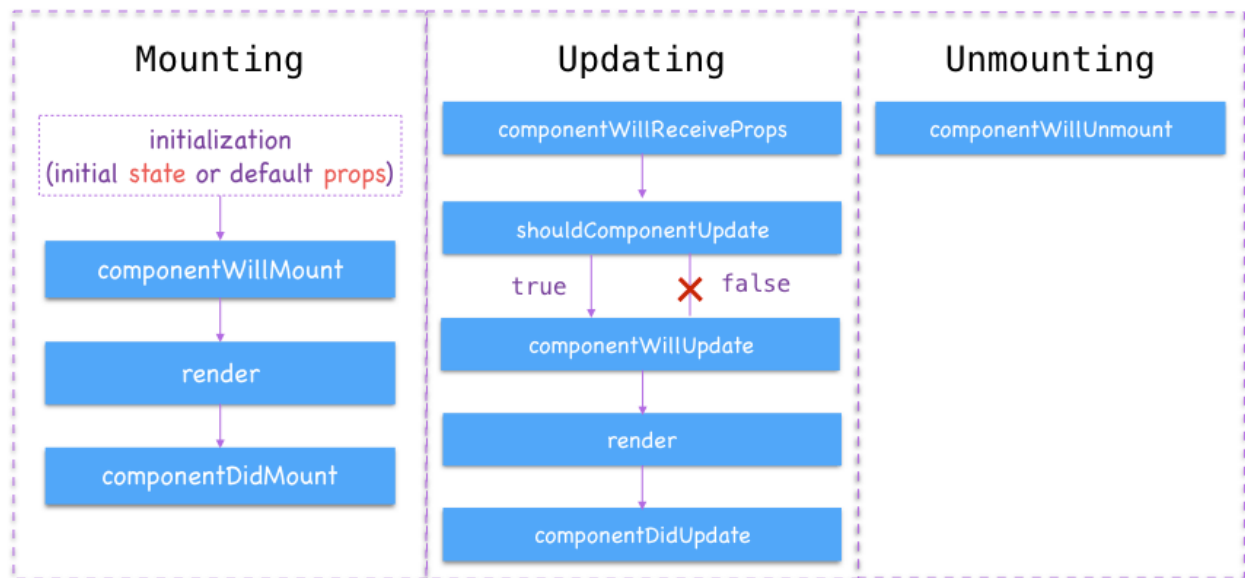 Mounting
initialization
(initial state or default props)
componentWillMount
render
componentDidMount
Updating
componentWillReceiveProps
shouldComponentUpdate
true
false
componentWillUpdate
render
componentDidUpdate
Unmounting
componentWillUnmount